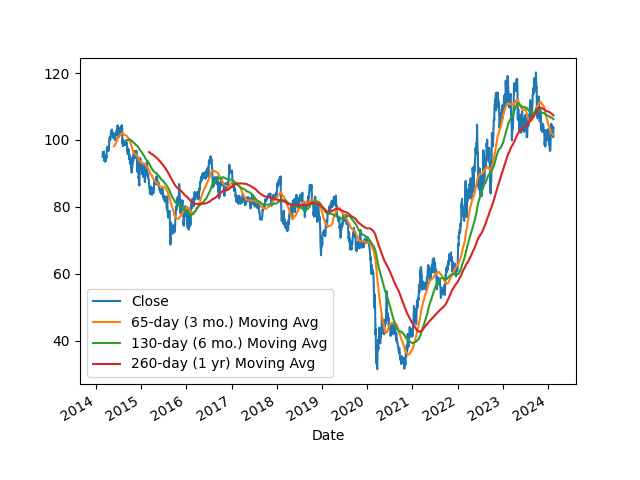 120
100
80
60
40
Close
65-day (3 mo.) Moving Avg
130-day (6 mo.) Moving Avg
260-day (1 yr) Moving Avg
2014 2015 2016 2017 2018 2019 2020 2021 2022 2023 2024
Date